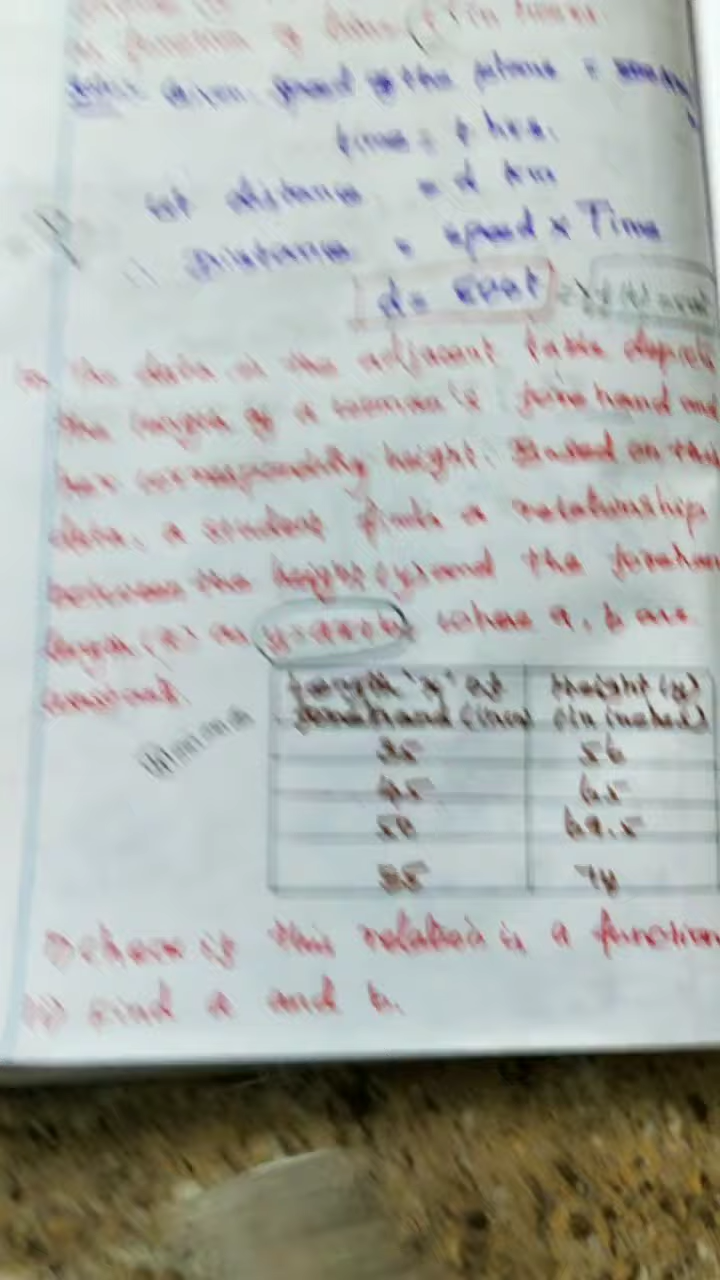 a function of time (t) in hours.
Given speed of the plane =
time = t hrs.
let distance = d km
distance = speed x Time
d =
The data in the adjacent table depicts
the length of a woman's forehand and
her corresponding height. Based on this
data, a student finds a relationship
between the height (y) and the forehand
length (x) as y=ax+b, where a, b are
constant.
Length 'x' of Height (y)
forehand (in (in inches)
35 56
45 65
50 69.5
55 74
i) check if this relation is a function
ii) Find a and b.